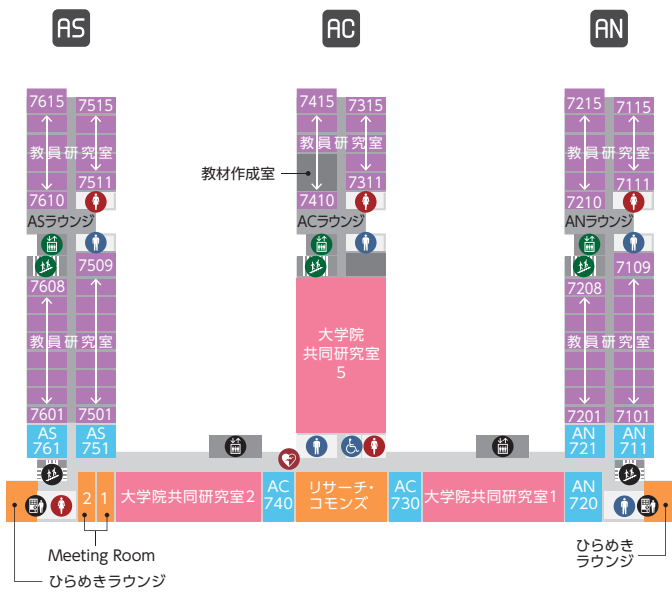 AS
AC
AN
7615
7515
教員研究室
7511
7610
ASラウンジ
7509
7608
教員研究室
7601
7501
AS
761
AS
751
7415
7315
教員研究室
教材作成室
7311
7410
ACラウンジ
大学院
共同研究室
5
7215
7115
教員研究室
7111
7210
ANラウンジ
7109
7208
教員研究室
7201
7101
AN
721
AN
711
2
1
大学院共同研究室2
AC
740
リサーチ・
コモンズ
AC
730
大学院共同研究室1
AN
720
Meeting Room
ひらめきラウンジ
ひらめき
ラウンジ